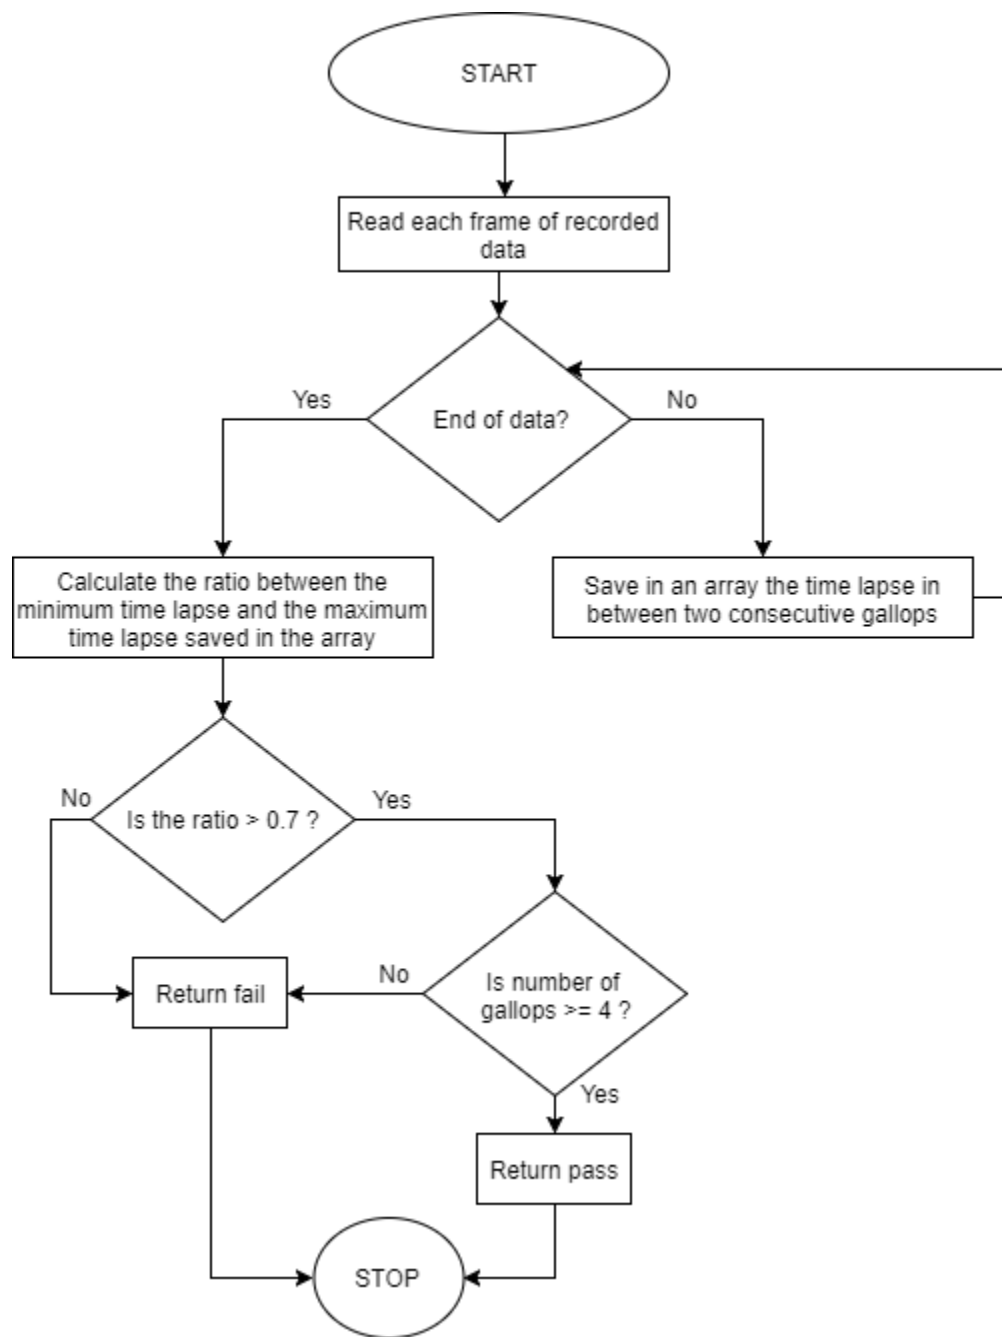 START
Read each frame of recorded
data
Yes
End of data?
No
Calculate the ratio between the
minimum time lapse and the maximum
time lapse saved in the array
Save in an array the time lapse in
between two consecutive gallops
No
Is the ratio > 0.7 ?
Yes
Return fail
No
Is number of
gallops >= 4 ?
Yes
Return pass
STOP